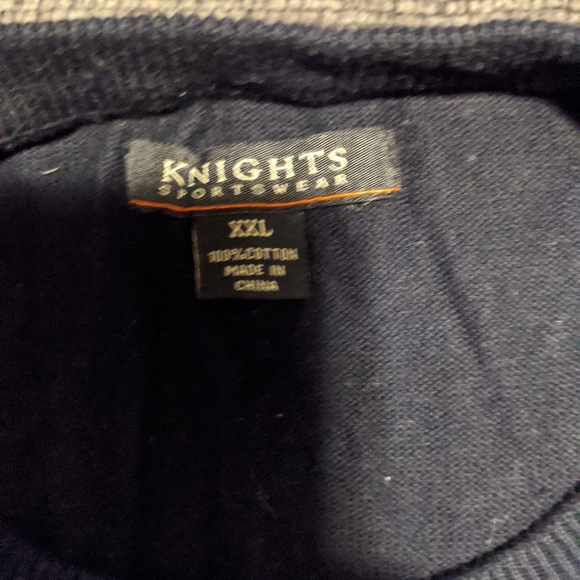 KNIGHTS
SPORTSWEAR
XXL
100%COTTON
MADE IN
CHINA